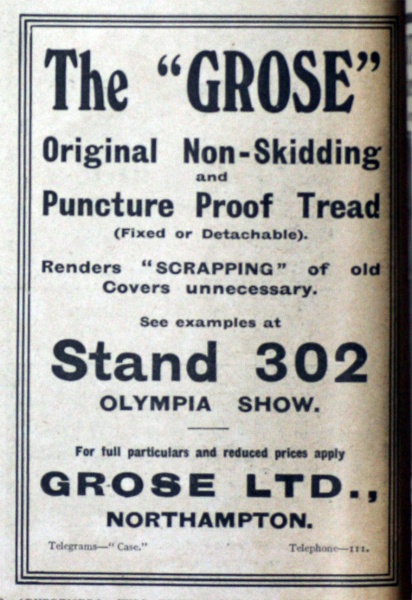 The "GROSE"
Original Non-Skidding
and
Puncture Proof Tread
(Fixed or Detachable).
Renders "SCRAPPING" of old
Covers unnecessary.
See examples at
Stand 302
OLYMPIA SHOW.
For full particulars and reduced prices apply
GROSE LTD.,
NORTHAMPTON.
Telegrams—"Case." Telephone—111.